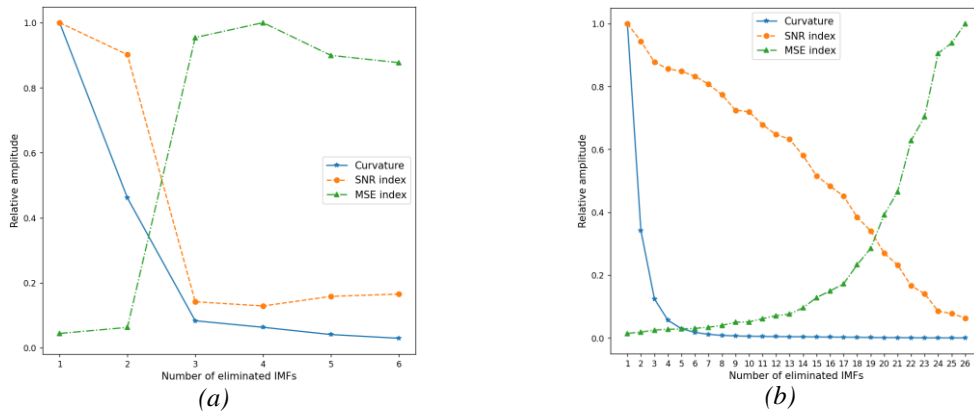 1.0
0.8
0.6
0.4
0.2
0.0
Relative amplitude
Curvature
SNR index
MSE index
1 2 3 4 5 6
Number of eliminated IMFs
(a)
1.0
0.8
0.6
0.4
0.2
0.0
Relative amplitude
Curvature
SNR index
MSE index
1 2 3 4 5 6 7 8 9 10 11 12 13 14 15 16 17 18 19 20 21 22 23 24 25 26
Number of eliminated IMFs
(b)